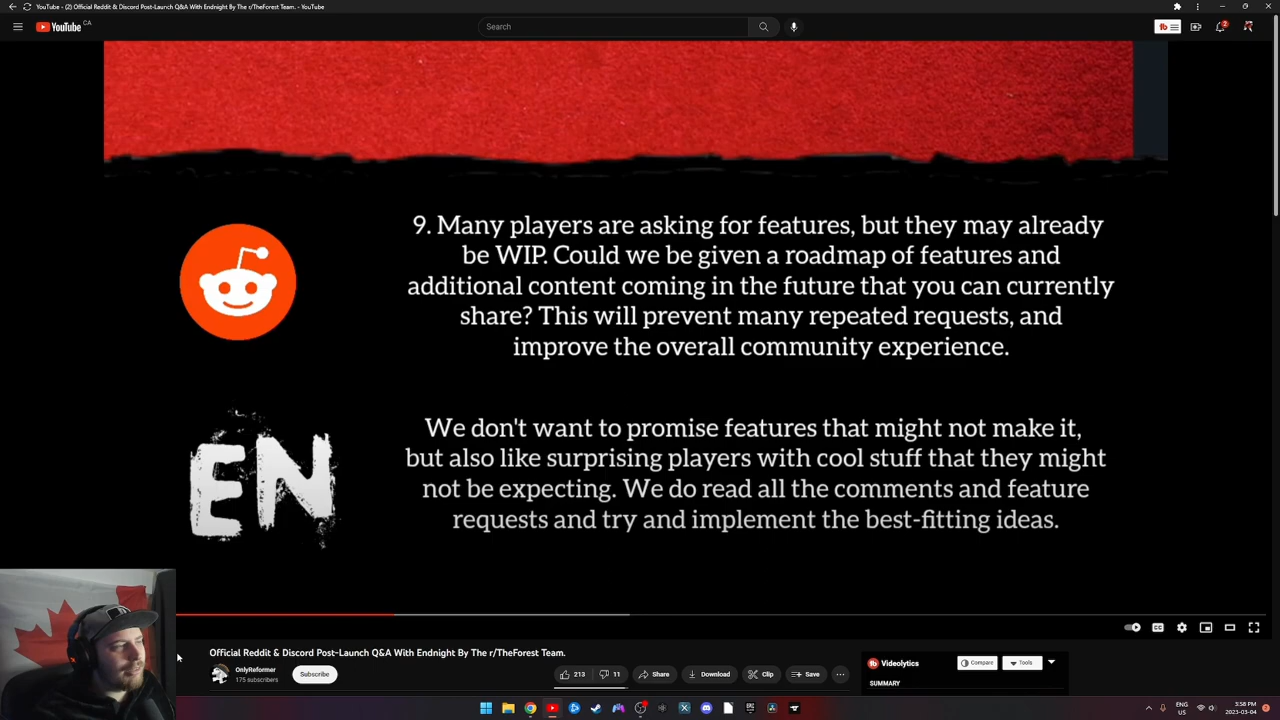 YouTube - (2) Official Reddit & Discord Post-Launch Q&A With Endnight By The r/TheForest Team. - YouTube
YouTube CA
Search
2
9. Many players are asking for features, but they may already
be WIP. Could we be given a roadmap of features and
additional content coming in the future that you can currently
share? This will prevent many repeated requests, and
improve the overall community experience.
EN
We don't want to promise features that might not make it,
but also like surprising players with cool stuff that they might
not be expecting. We do read all the comments and feature
requests and try and implement the best-fitting ideas.
Official Reddit & Discord Post-Launch Q&A With Endnight By The r/TheForest Team.
OnlyReformer
175 subscribers
Subscribe
213
11
Share
Download
Clip
Save
Videolytics
Compare
Tools
SUMMARY
ENG
US
3:58 PM
2023-03-04